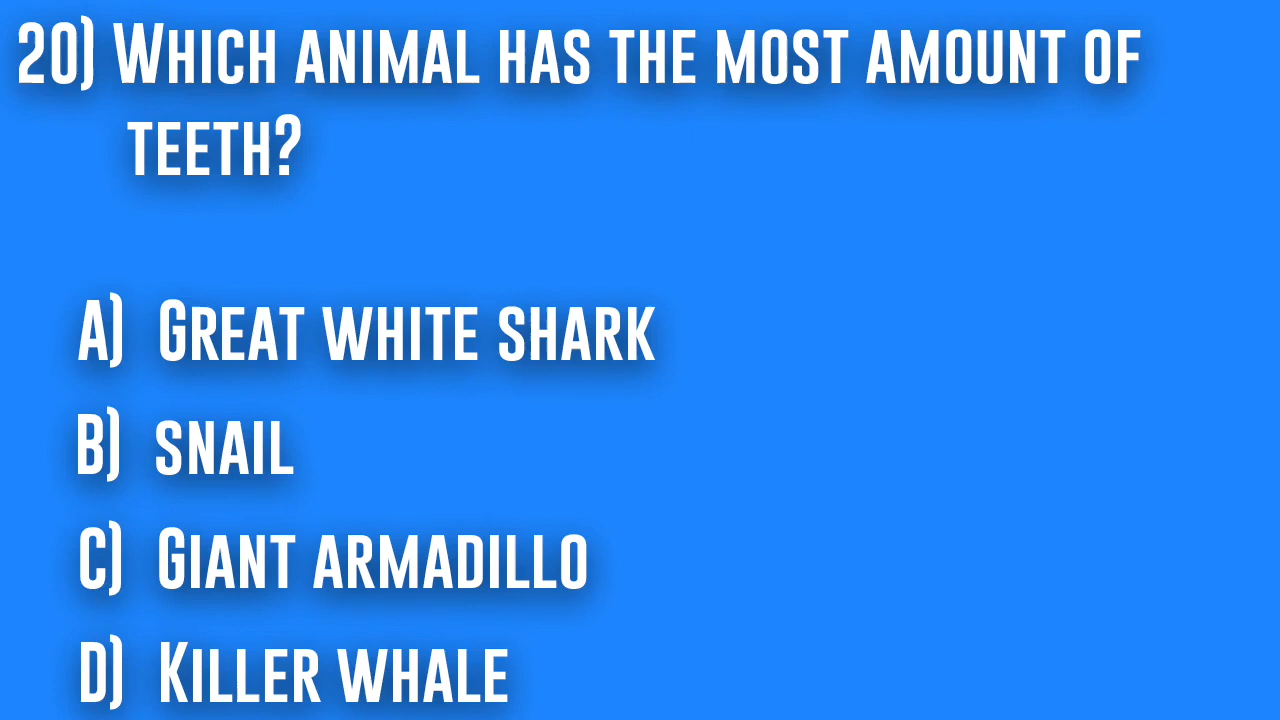 20) Which animal has the most amount of
teeth?
A) Great white shark
B) snail
C) Giant armadillo
D) Killer whale